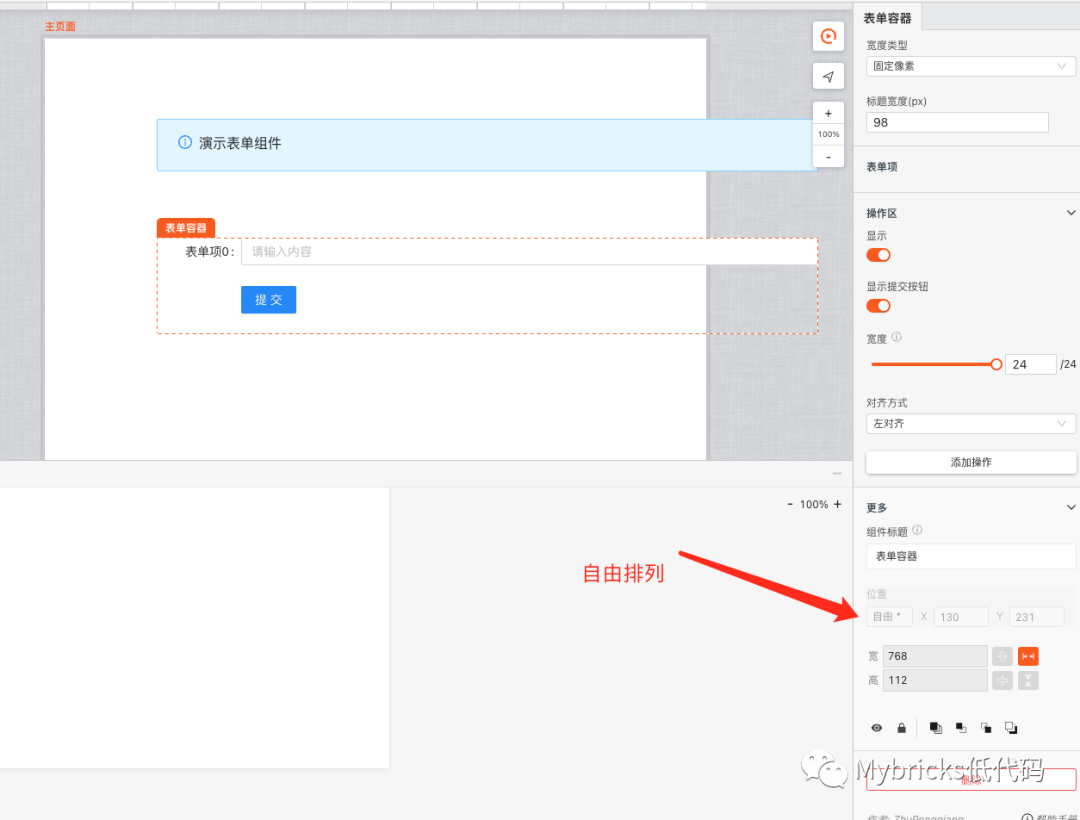 主页面
演示表单组件
表单容器
表单项0:
请输入内容
提 交
+
100%
-
- 100% +
自由排列
表单容器
宽度类型
固定像素
标题宽度(px)
98
表单项
操作区
显示
显示提交按钮
宽度
24 /24
对齐方式
左对齐
添加操作
更多
组件标题
表单容器
位置
自由 * X 130 Y 231
宽 768
高 112
Mybricks低代码
删除
作者: ZhuPengqiang
帮助手册